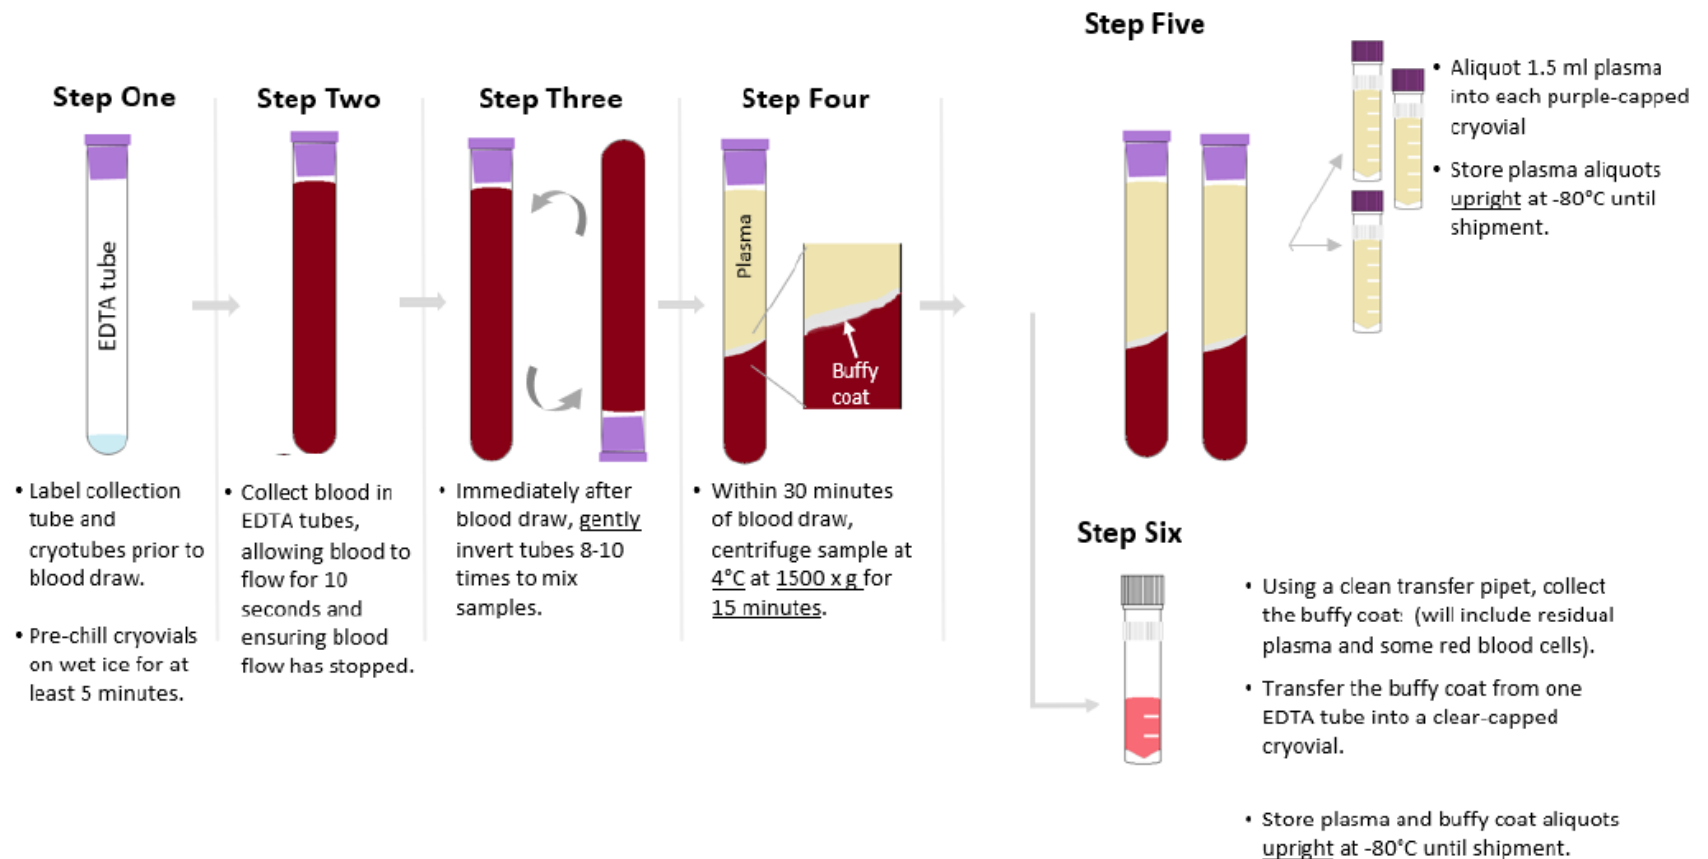 Step One
EDTA tube
• Label collection
tube and
cryotubes prior to
blood draw.
• Pre-chill cryovials
on wet ice for at
least 5 minutes.
Step Two
• Collect blood in
EDTA tubes,
allowing blood to
flow for 10
seconds and
ensuring blood
flow has stopped.
Step Three
• Immediately after
blood draw, gently
invert tubes 8-10
times to mix
samples.
Step Four
Plasma
Buffy
coat
• Within 30 minutes
of blood draw,
centrifuge sample at
4°C at 1500 x g for
15 minutes.
Step Five
• Aliquot 1.5 ml plasma
into each purple-capped
cryovial
• Store plasma aliquots
upright at -80°C until
shipment.
Step Six
• Using a clean transfer pipet, collect
the buffy coat: (will include residual
plasma and some red blood cells).
• Transfer the buffy coat from one
EDTA tube into a clear-capped
cryovial.
• Store plasma and buffy coat aliquots
upright at -80°C until shipment.